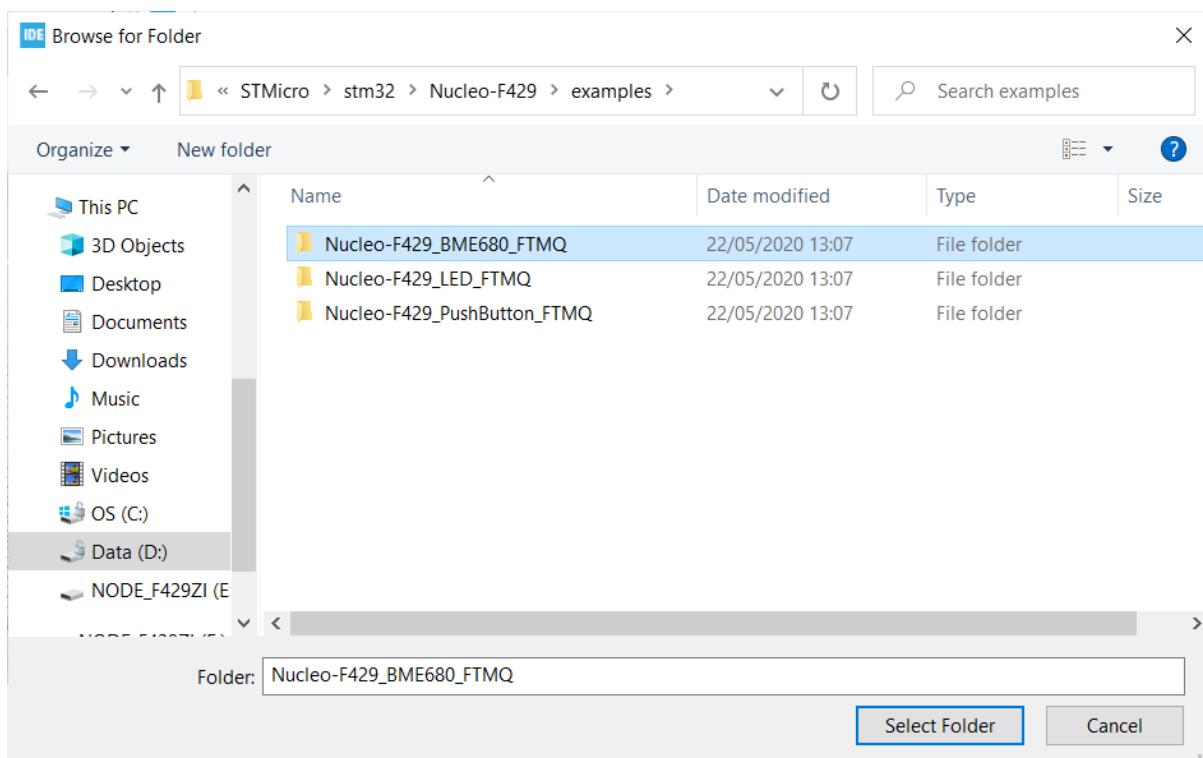 IDE Browse for Folder
« STMicro > stm32 > Nucleo-F429 > examples >
Search examples
Organize
New folder
?
Name
Date modified
Type
Size
This PC
3D Objects
Desktop
Documents
Downloads
Music
Pictures
Videos
OS (C:)
Data (D:)
NODE_F429ZI (E
Nucleo-F429_BME680_FTMQ 22/05/2020 13:07 File folder
Nucleo-F429_LED_FTMQ 22/05/2020 13:07 File folder
Nucleo-F429_PushButton_FTMQ 22/05/2020 13:07 File folder
Folder: Nucleo-F429_BME680_FTMQ
Select Folder
Cancel